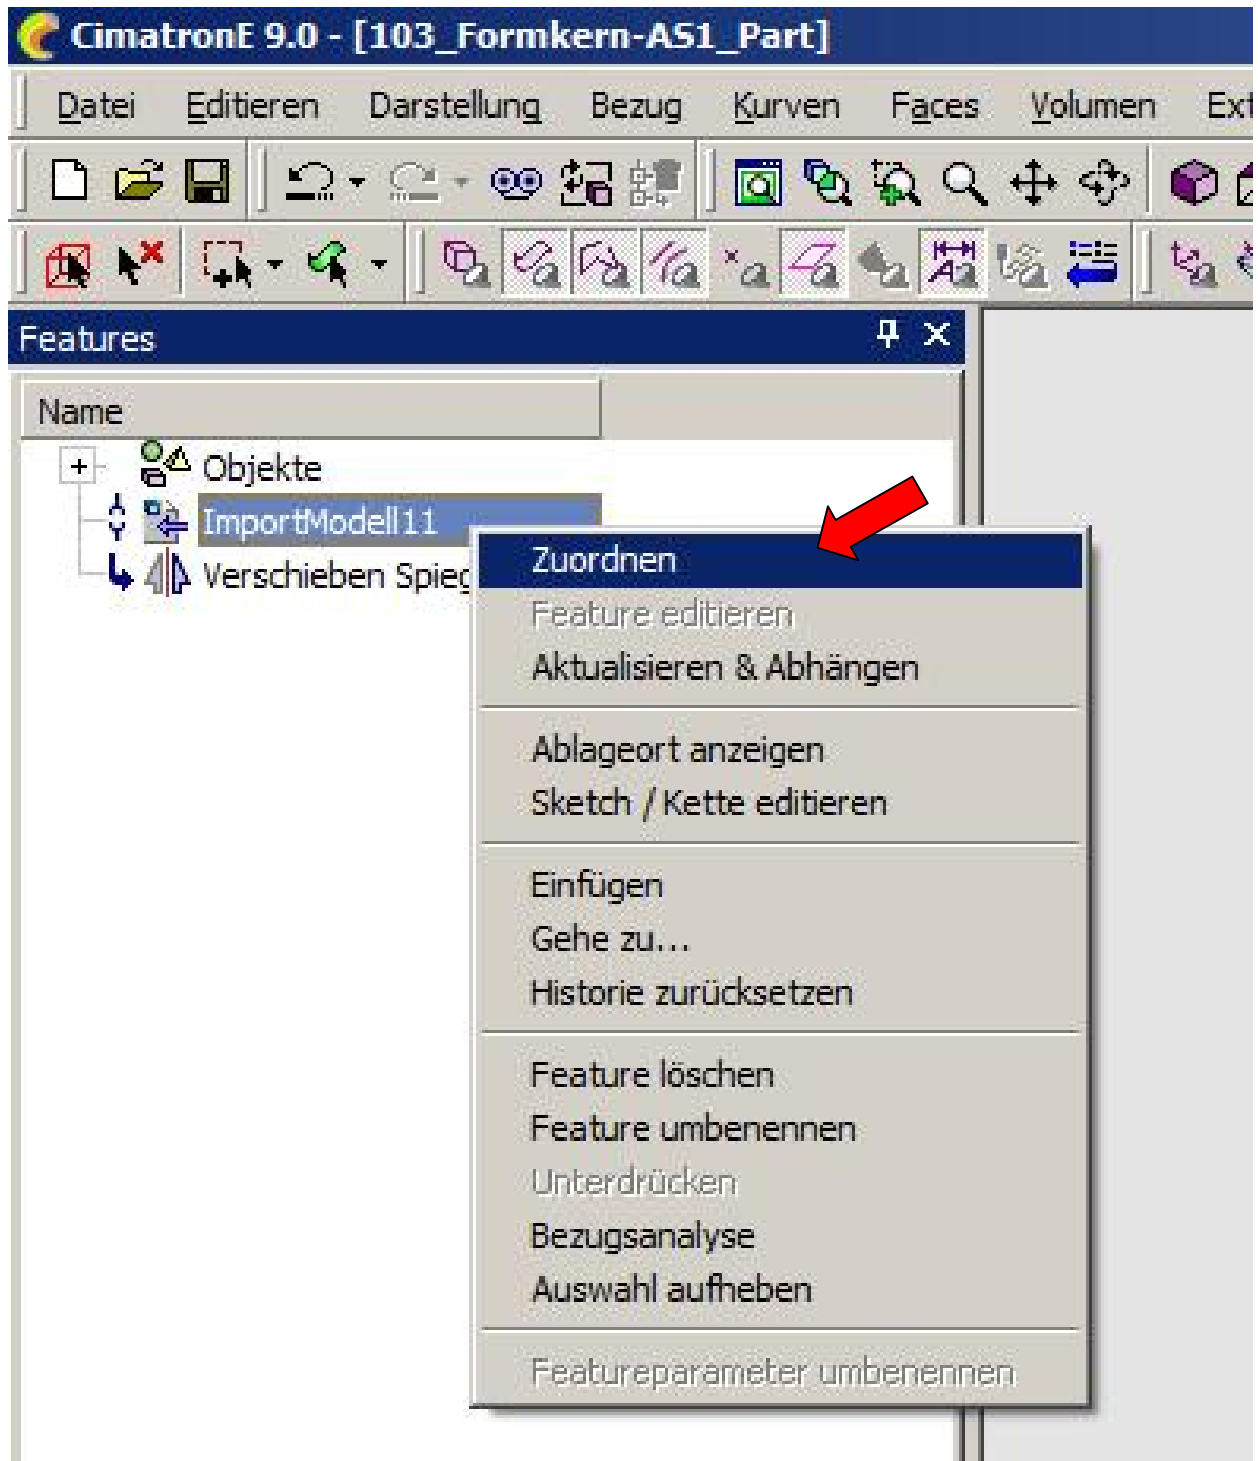 CimatronE 9.0 - [103_Formkern-AS1_Part]
Datei Editieren Darstellung Bezug Kurven Faces Volumen Ext
Features
Name
Objekte
ImportModell11
Verschieben Spieg
Zuordnen
Feature editieren
Aktualisieren & Abhängen
Ablageort anzeigen
Sketch / Kette editieren
Einfügen
Gehe zu...
Historie zurücksetzen
Feature löschen
Feature umbenennen
Unterdrücken
Bezugsanalyse
Auswahl aufheben
Featureparameter umbenennen